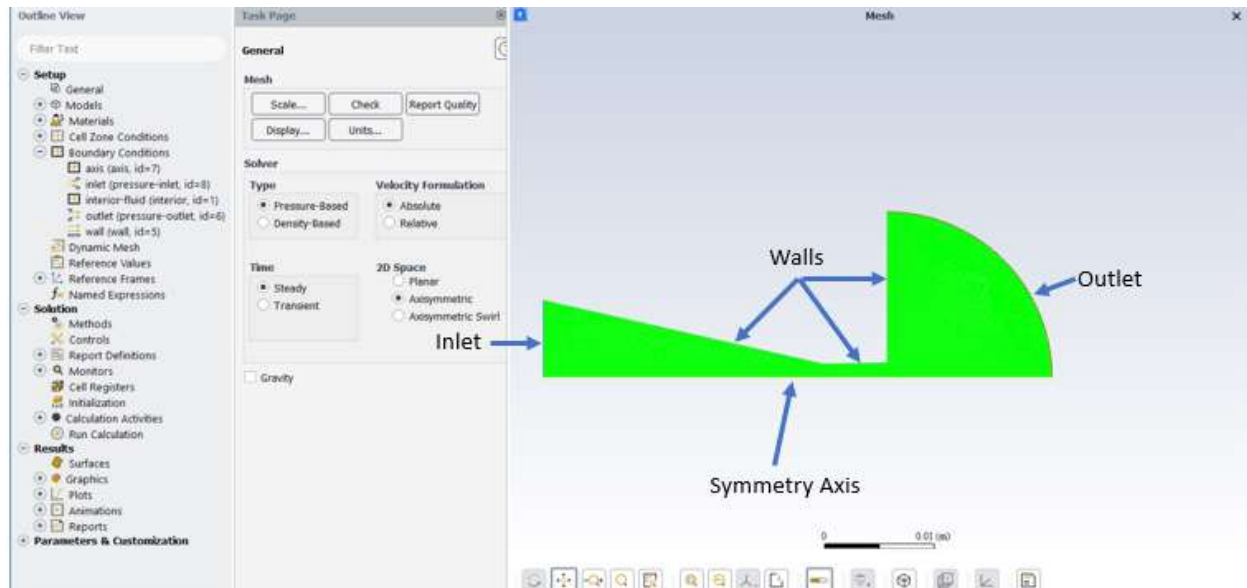 Outline View
Filter Text
Setup
General
Models
Materials
Cell Zone Conditions
Boundary Conditions
axis (axis, id=7)
inlet (pressure-inlet, id=8)
interior-fluid (interior, id=1)
outlet (pressure-outlet, id=6)
wall (wall, id=5)
Dynamic Mesh
Reference Values
Reference Frames
Named Expressions
Solution
Methods
Controls
Report Definitions
Monitors
Cell Registers
Initialization
Calculation Activities
Run Calculation
Results
Surfaces
Graphics
Plots
Animations
Reports
Parameters & Customization
Task Page
General
Mesh
Scale... Check Report Quality
Display... Units...
Solver
Type Velocity Formulation
Pressure-Based Absolute
Density-Based Relative
Time 2D Space
Planar
Steady Axisymmetric
Transient Axisymmetric Swirl
Gravity
Mesh
Walls
Outlet
Inlet
Symmetry Axis
0 0.01 (m)